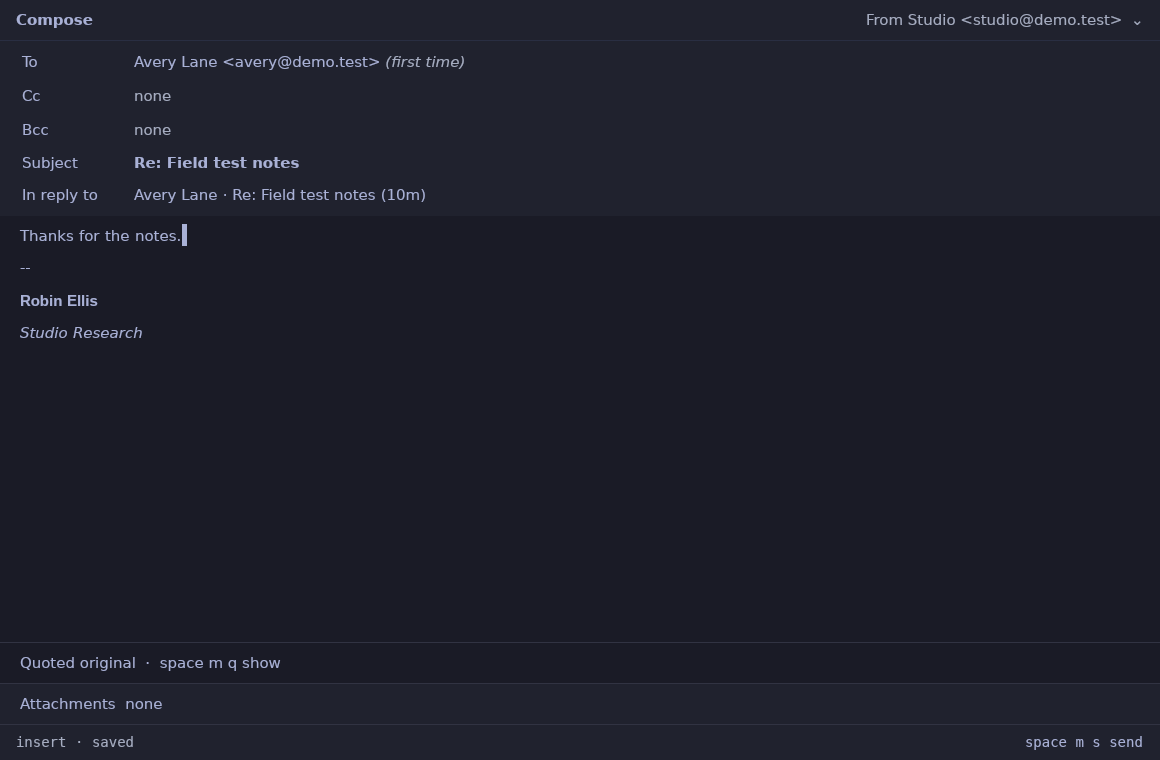 Compose From Studio <studio@demo.test> ⌄
To Avery Lane <avery@demo.test> (first time)
Cc none
Bcc none
Subject Re: Field test notes
In reply to Avery Lane · Re: Field test notes (10m)
Thanks for the notes.
--
Robin Ellis
Studio Research
Quoted original · space m q show
Attachments none
insert · saved space m s send